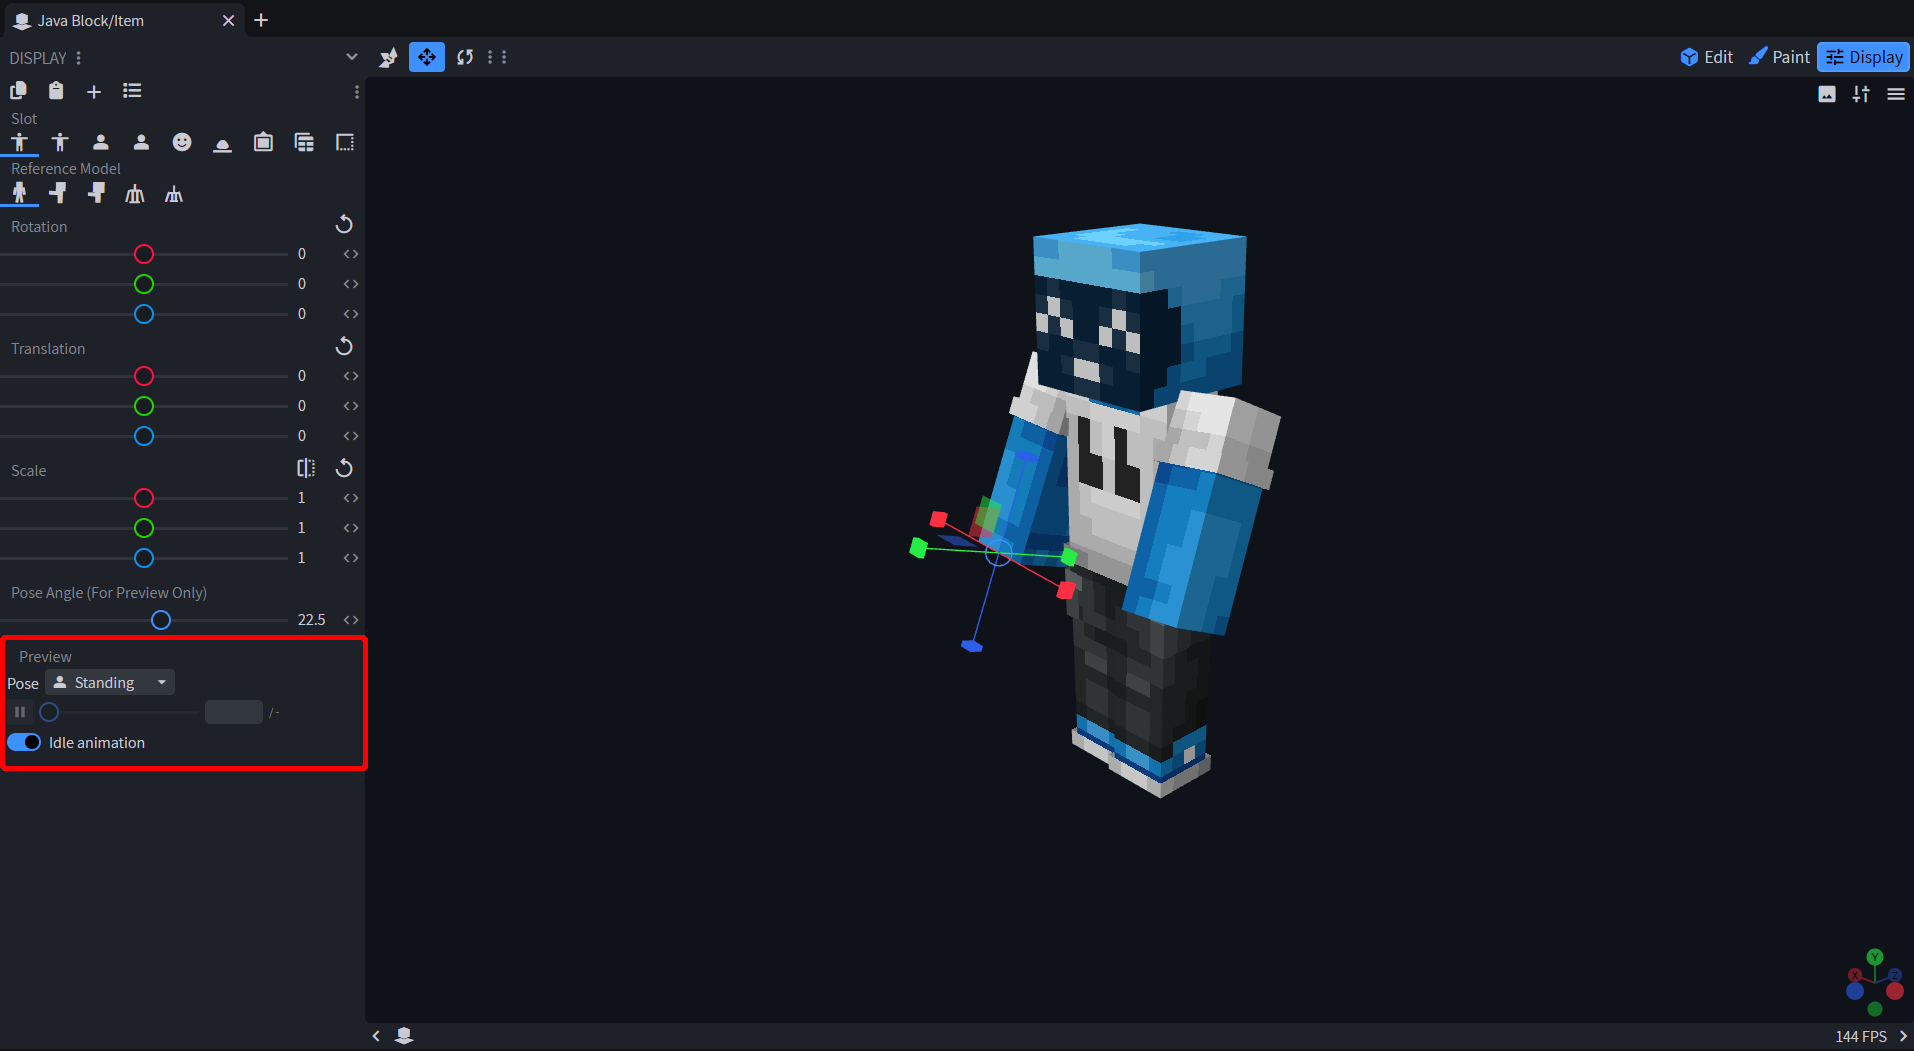 Java Block/Item
DISPLAY
Edit
Paint
Display
Slot
Reference Model
Rotation
0
0
0
Translation
0
0
0
Scale
1
1
1
Pose Angle (For Preview Only)
22.5
Preview
Pose
Standing
/ -
Idle animation
Y
X
Z
144 FPS